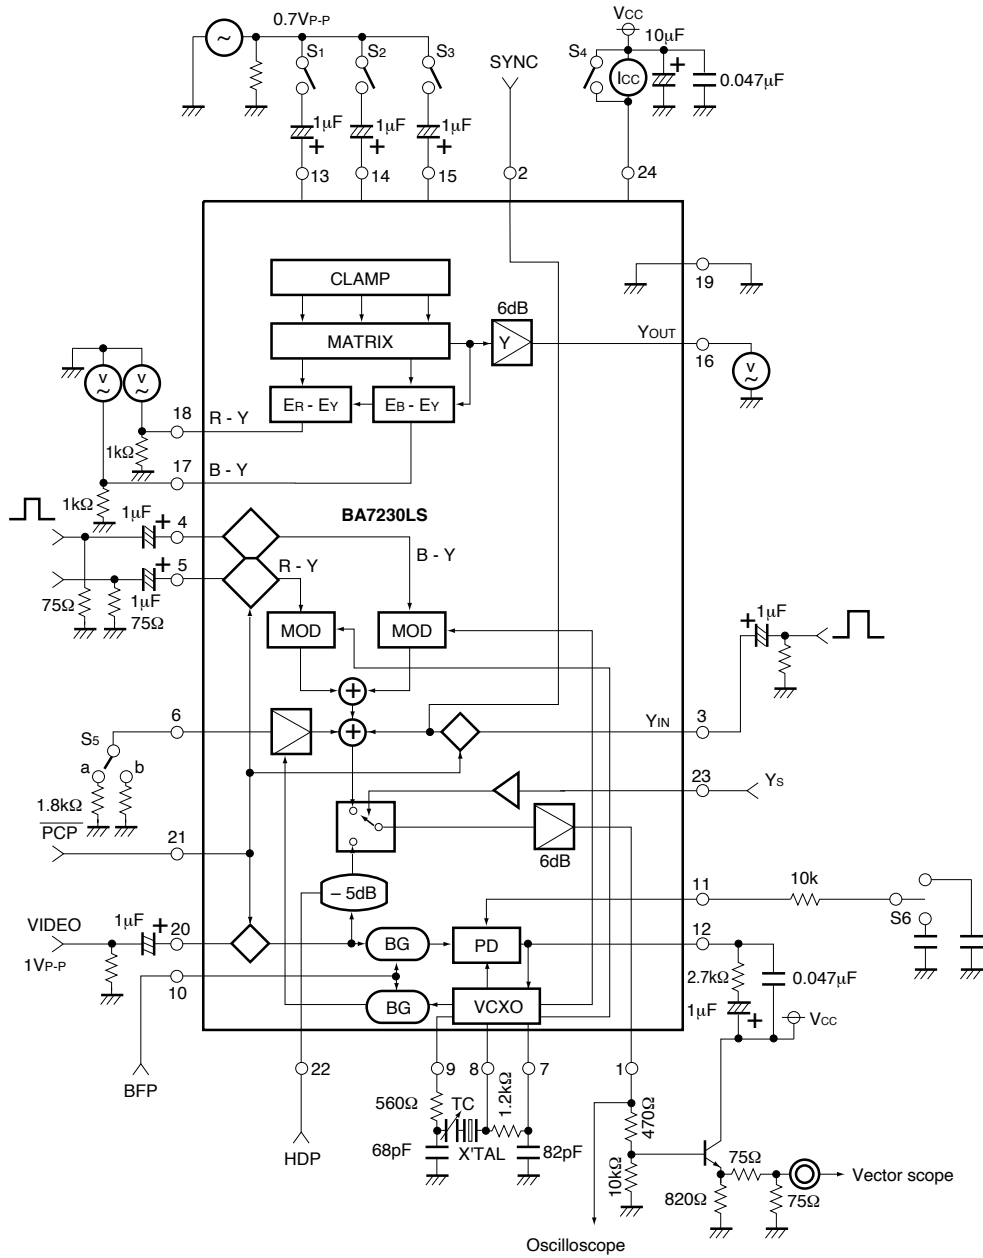 0.7VP-P
S1
S2
S3
1µF
1µF
1µF
+
+
+
13
14
15
SYNC
2
VCC
S4
ICC
10µF
+
0.047µF
24
CLAMP
MATRIX
ER - EY
EB - EY
6dB
Y
YOUT
16
V
19
V
V
18
R - Y
1kΩ
17
B - Y
1kΩ
BA7230LS
1µF
+
4
B - Y
+
5
R - Y
1µF
75Ω
75Ω
MOD
MOD
+
+
+
1µF
YIN
3
6
S5
a
b
1.8kΩ
PCP
21
23
YS
6dB
– 5dB
11
10k
S6
VIDEO
1VP-P
1µF
+
20
10
BG
BG
PD
VCXO
12
2.7kΩ
0.047µF
1µF
+
VCC
BFP
22
HDP
9
8
7
1
560Ω
TC
1.2kΩ
68pF
X'TAL
82pF
470Ω
10kΩ
75Ω
820Ω
75Ω
Vector scope
Oscilloscope